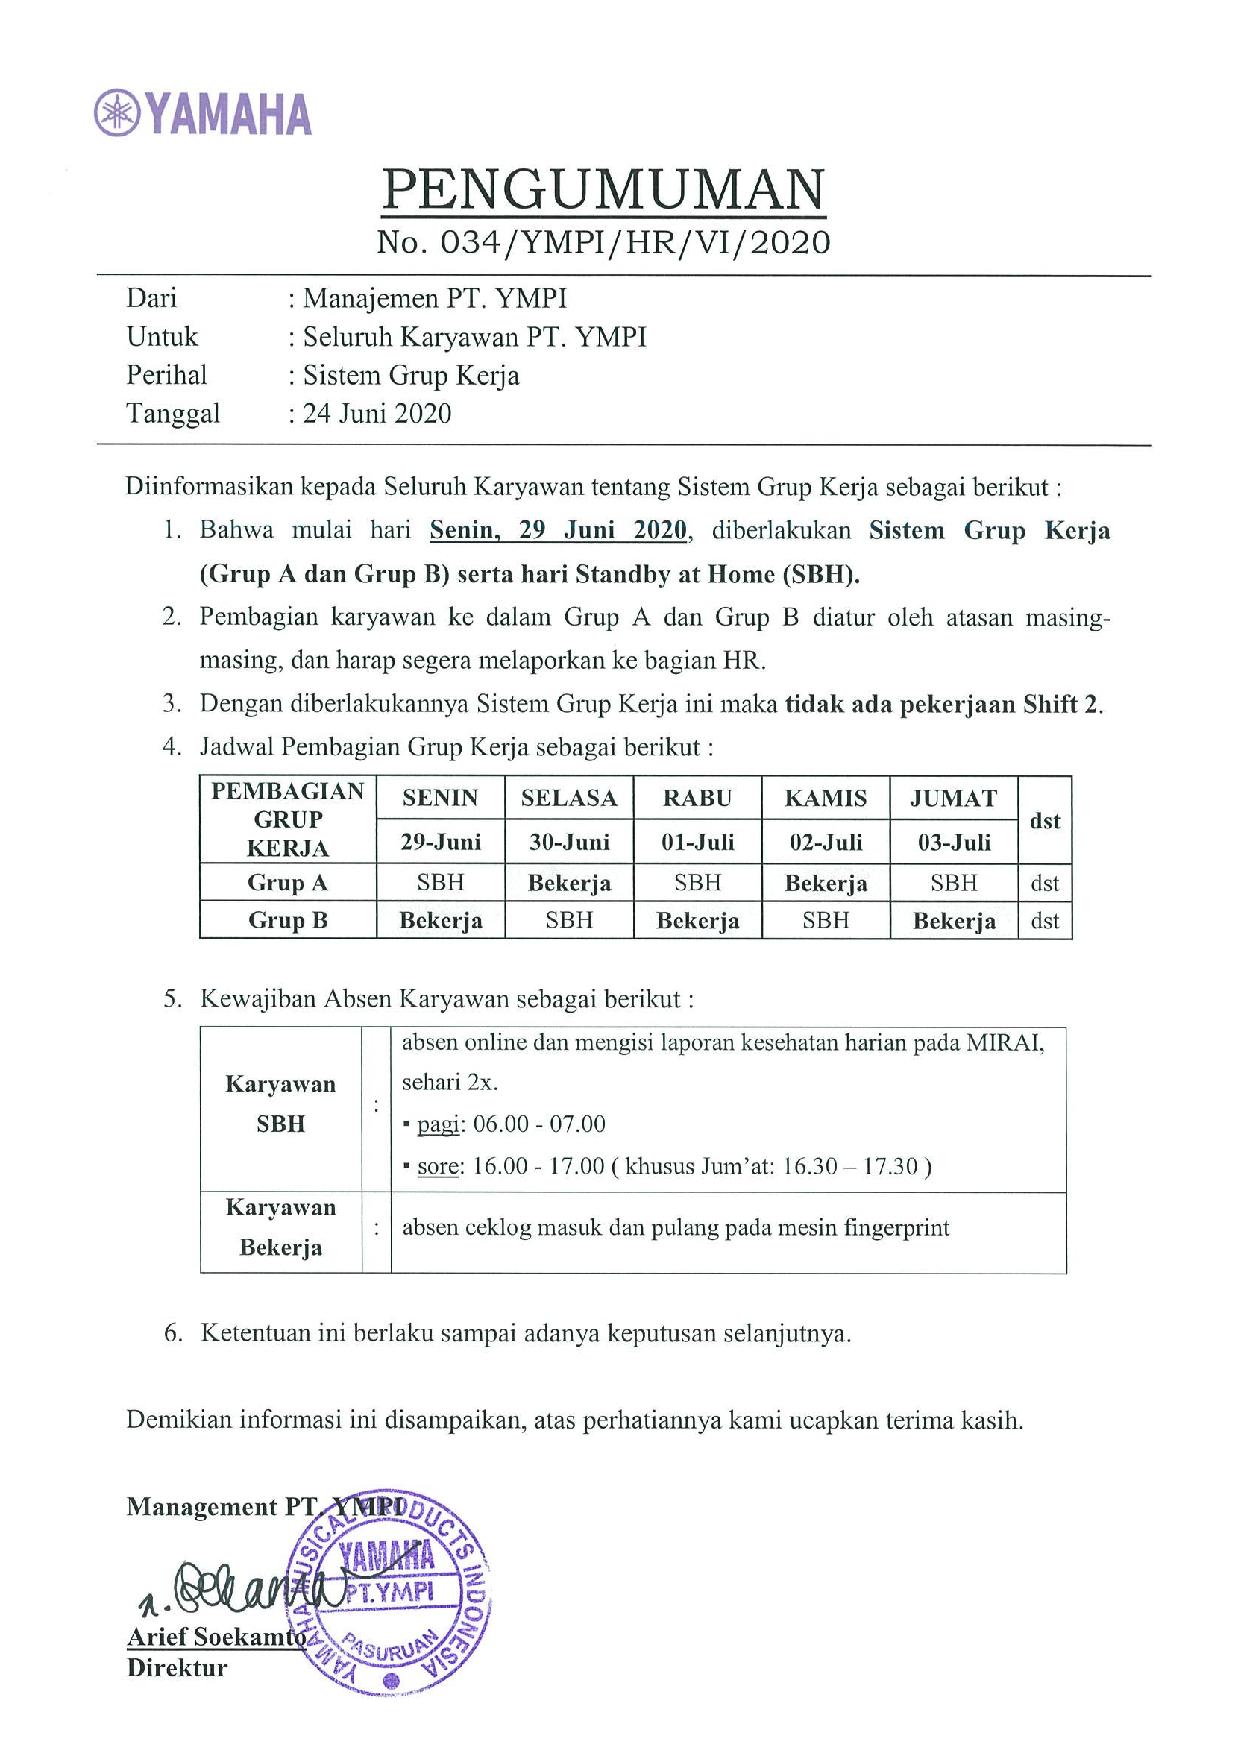 YAMAHA
PENGUMUMAN
No. 034/YMPI/HR/VI/2020
Dari : Manajemen PT. YMPI
Untuk : Seluruh Karyawan PT. YMPI
Perihal : Sistem Grup Kerja
Tanggal : 24 Juni 2020
Diinformasikan kepada Seluruh Karyawan tentang Sistem Grup Kerja sebagai berikut :
1. Bahwa mulai hari Senin, 29 Juni 2020, diberlakukan Sistem Grup Kerja
(Grup A dan Grup B) serta hari Standby at Home (SBH).
2. Pembagian karyawan ke dalam Grup A dan Grup B diatur oleh atasan masing-
masing, dan harap segera melaporkan ke bagian HR.
3. Dengan diberlakukannya Sistem Grup Kerja ini maka tidak ada pekerjaan Shift 2.
4. Jadwal Pembagian Grup Kerja sebagai berikut :
PEMBAGIAN GRUP KERJA SENIN SELASA RABU KAMIS JUMAT dst
29-Juni 30-Juni 01-Juli 02-Juli 03-Juli
Grup A SBH Bekerja SBH Bekerja SBH dst
Grup B Bekerja SBH Bekerja SBH Bekerja dst
5. Kewajiban Absen Karyawan sebagai berikut :
Karyawan SBH :
absen online dan mengisi laporan kesehatan harian pada MIRAI,
sehari 2x.
▪ pagi: 06.00 - 07.00
▪ sore: 16.00 - 17.00 ( khusus Jum’at: 16.30 – 17.30 )
Karyawan Bekerja : absen ceklog masuk dan pulang pada mesin fingerprint
6. Ketentuan ini berlaku sampai adanya keputusan selanjutnya.
Demikian informasi ini disampaikan, atas perhatiannya kami ucapkan terima kasih.
Management PT. YMPI
YAMAHA MUSICAL PRODUCTS INDONESIA
YAMAHA
PT.YMPI
PASURUAN
Arief Soekamto
Direktur